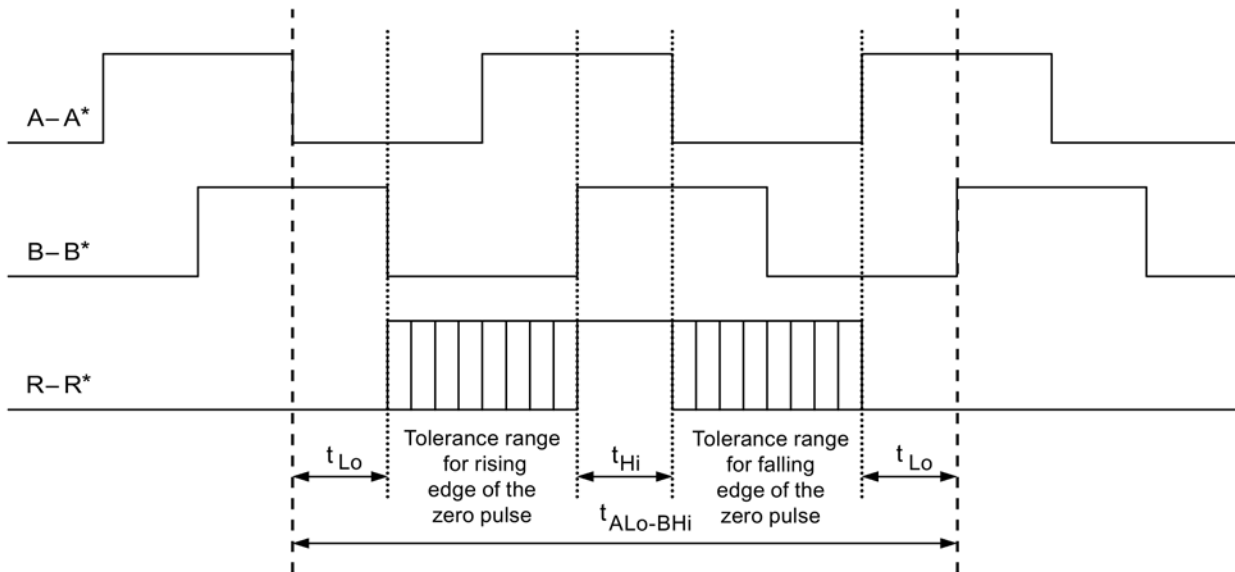 A–A*
B–B*
R–R*
t Lo
Tolerance range
for rising
edge of the
zero pulse
t Hi
Tolerance range
for falling
edge of the
zero pulse
t Lo
t ALo-BHi